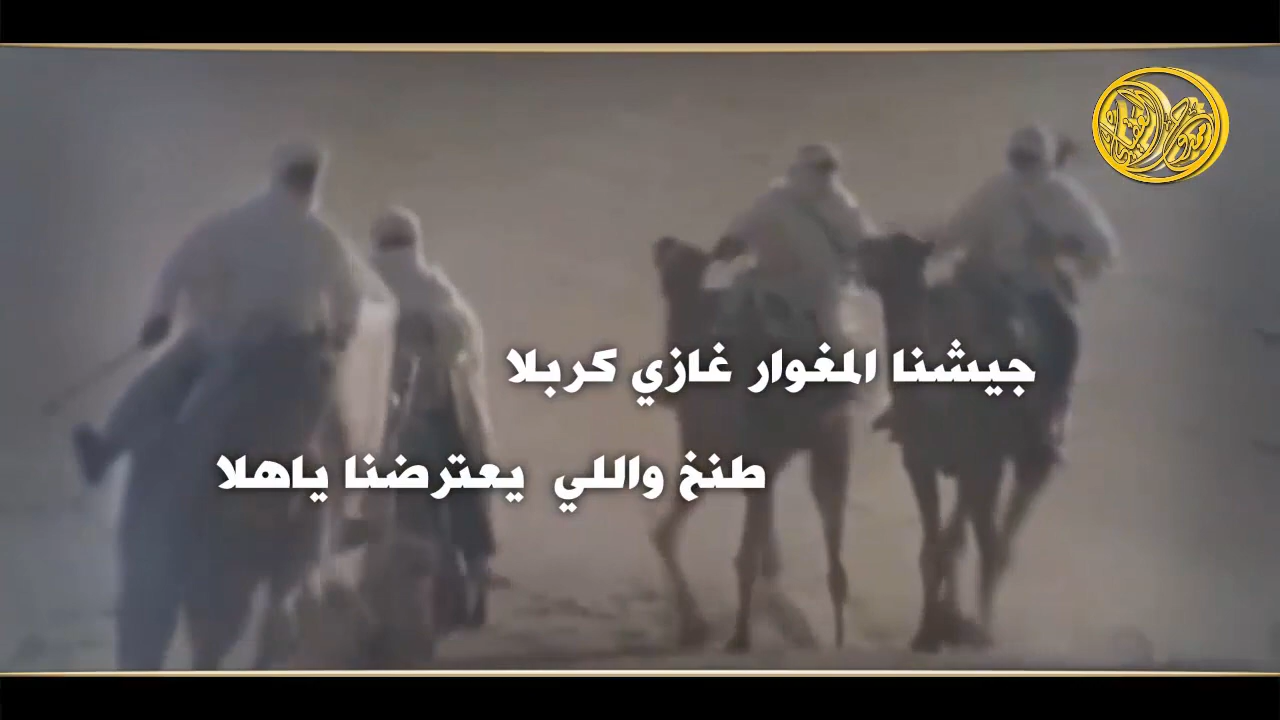 جيشنا المغوار غازي كربلا
طنخ واللي يعترضنا ياهلا